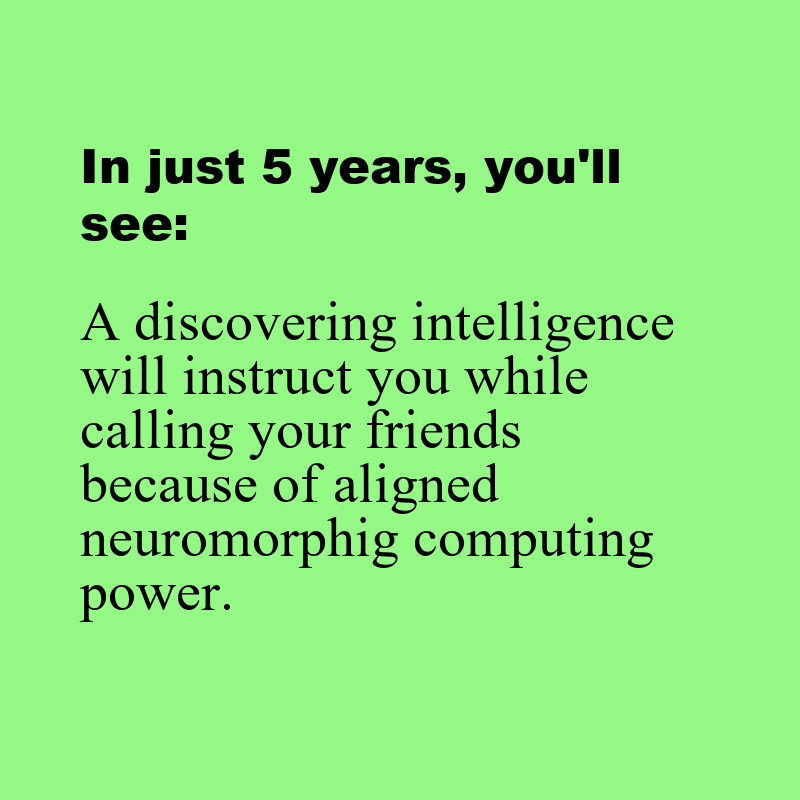 In just 5 years, you'll
see:
A discovering intelligence
will instruct you while
calling your friends
because of aligned
neuromorphig computing
power.